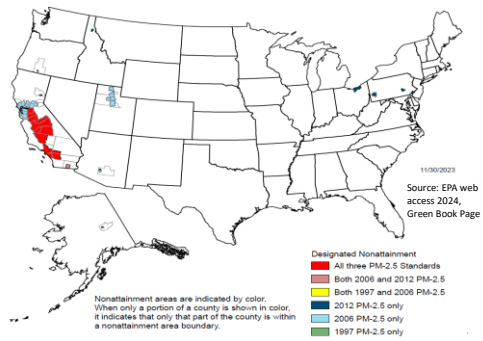 11/30/2023
Source: EPA web
access 2024,
Green Book Page
Designated Nonattainment
All three PM-2.5 Standards
Both 2006 and 2012 PM-2.5
Both 1997 and 2006 PM-2.5
2012 PM-2.5 only
2006 PM-2.5 only
1997 PM-2.5 only
Nonattainment areas are indicated by color.
When only a portion of a county is shown in color,
it indicates that only that part of the county is within
a nonattainment area boundary.